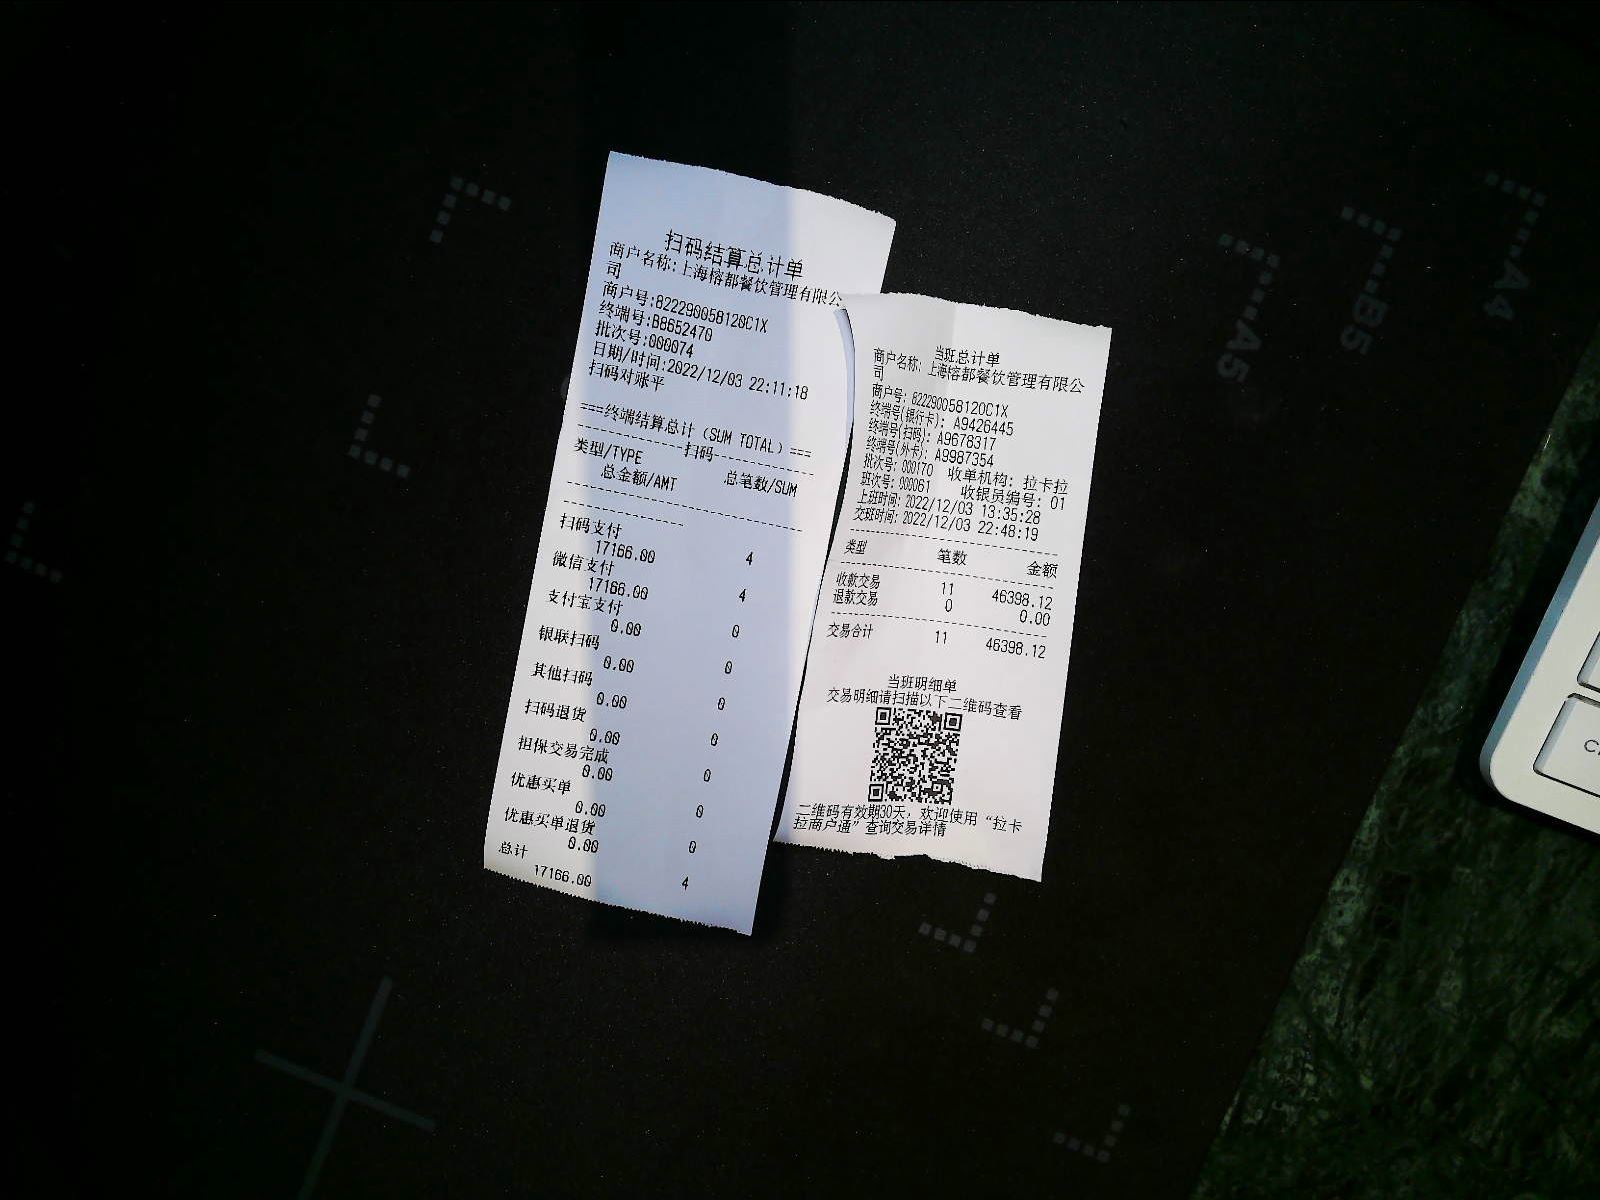 扫码结算总计单
商户名称:上海榕都餐饮管理有限公
司
商户号:822290058120C1X
终端号:B8652470
批次号:000074
日期/时间:2022/12/03 22:11:18
扫码对账平
===终端结算总计(SUM TOTAL)===
扫码
类型/TYPE
总金额/AMT 总笔数/SUM
扫码支付
17166.00 4
微信支付
17166.00 4
支付宝支付
0.00 0
银联扫码
0.00 0
其他扫码
0.00 0
扫码退货
0.00 0
担保交易完成
0.00 0
优惠买单
0.00 0
优惠买单退货
0.00 0
总计
17166.00 4
当班总计单
商户名称: 上海榕都餐饮管理有限公
司
商户号: 822290058120C1X
终端号(银行卡): A9426445
终端号(扫码): A9678317
终端号(外卡): A9987354
批次号: 000170 收单机构: 拉卡拉
班次号: 000061 收银员编号: 01
上班时间: 2022/12/03 13:35:28
交班时间: 2022/12/03 22:48:19
类型 笔数 金额
收款交易 11 46398.12
退款交易 0 0.00
交易合计 11 46398.12
当班明细单
交易明细请扫描以下二维码查看
二维码有效期30天, 欢迎使用“拉卡
拉商户通”查询交易详情
A5
B5
A4